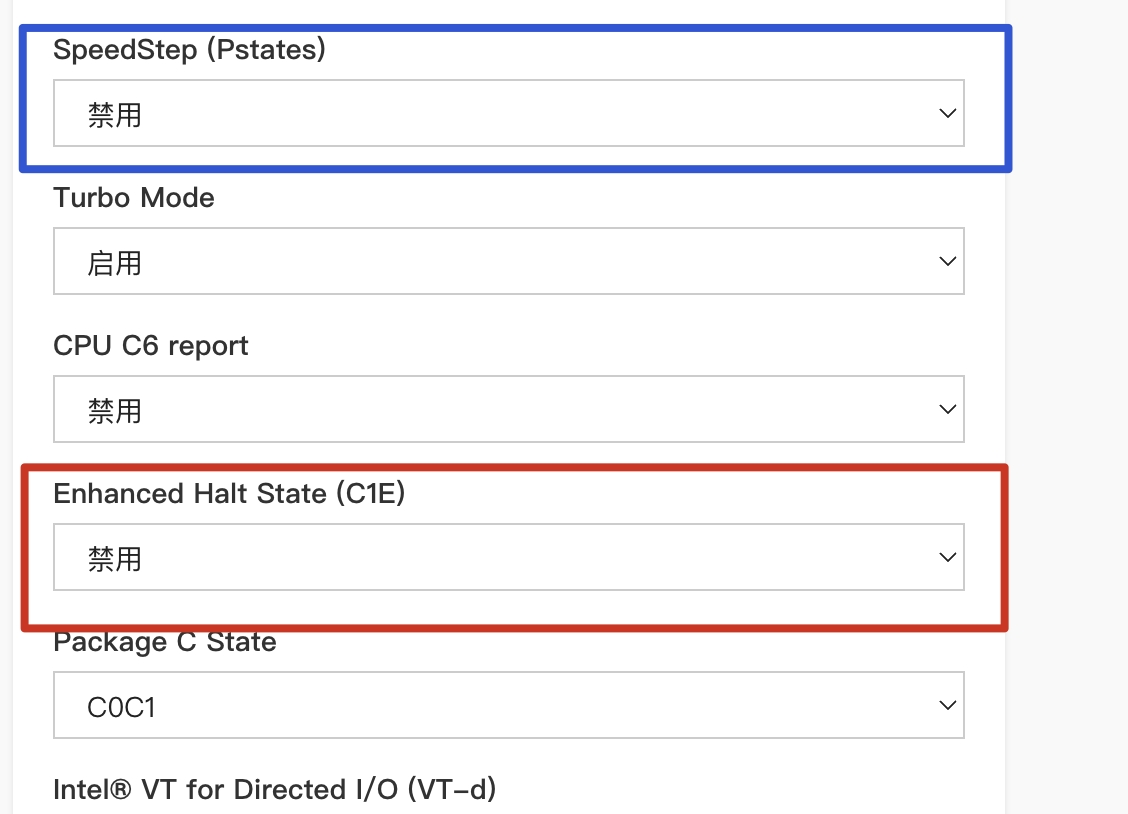 SpeedStep (Pstates)
禁用
Turbo Mode
启用
CPU C6 report
禁用
Enhanced Halt State (C1E)
禁用
Package C State
C0C1
Intel® VT for Directed I/O (VT-d)